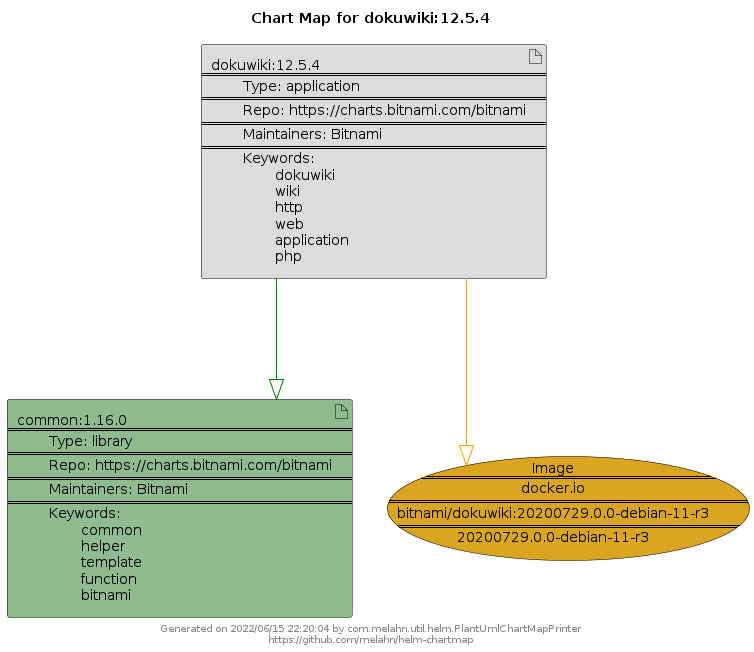 Chart Map for dokuwiki:12.5.4
dokuwiki:12.5.4
Type: application
Repo: https://charts.bitnami.com/bitnami
Maintainers: Bitnami
Keywords:
dokuwiki
wiki
http
web
application
php
common:1.16.0
Type: library
Repo: https://charts.bitnami.com/bitnami
Maintainers: Bitnami
Keywords:
common
helper
template
function
bitnami
Image
docker.io
bitnami/dokuwiki:20200729.0.0-debian-11-r3
20200729.0.0-debian-11-r3
Generated on 2022/06/15 22:20:04 by com.melahn.util.helm.PlantUmlChartMapPrinter
https://github.com/melahn/helm-chartmap